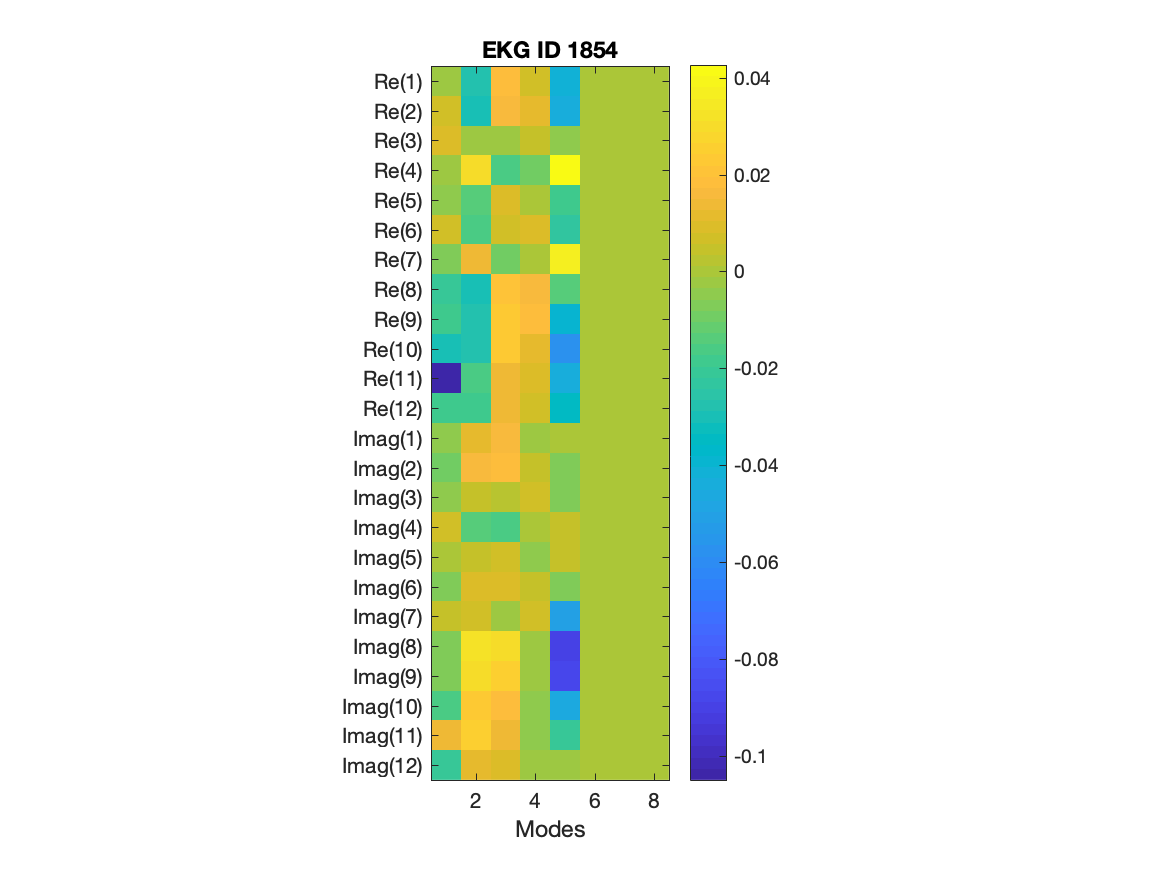 EKG ID 1854
Re(1)
Re(2)
Re(3)
Re(4)
Re(5)
Re(6)
Re(7)
Re(8)
Re(9)
Re(10)
Re(11)
Re(12)
Imag(1)
Imag(2)
Imag(3)
Imag(4)
Imag(5)
Imag(6)
Imag(7)
Imag(8)
Imag(9)
Imag(10)
Imag(11)
Imag(12)
2 4 6 8
Modes
0.04
0.02
0
-0.02
-0.04
-0.06
-0.08
-0.1